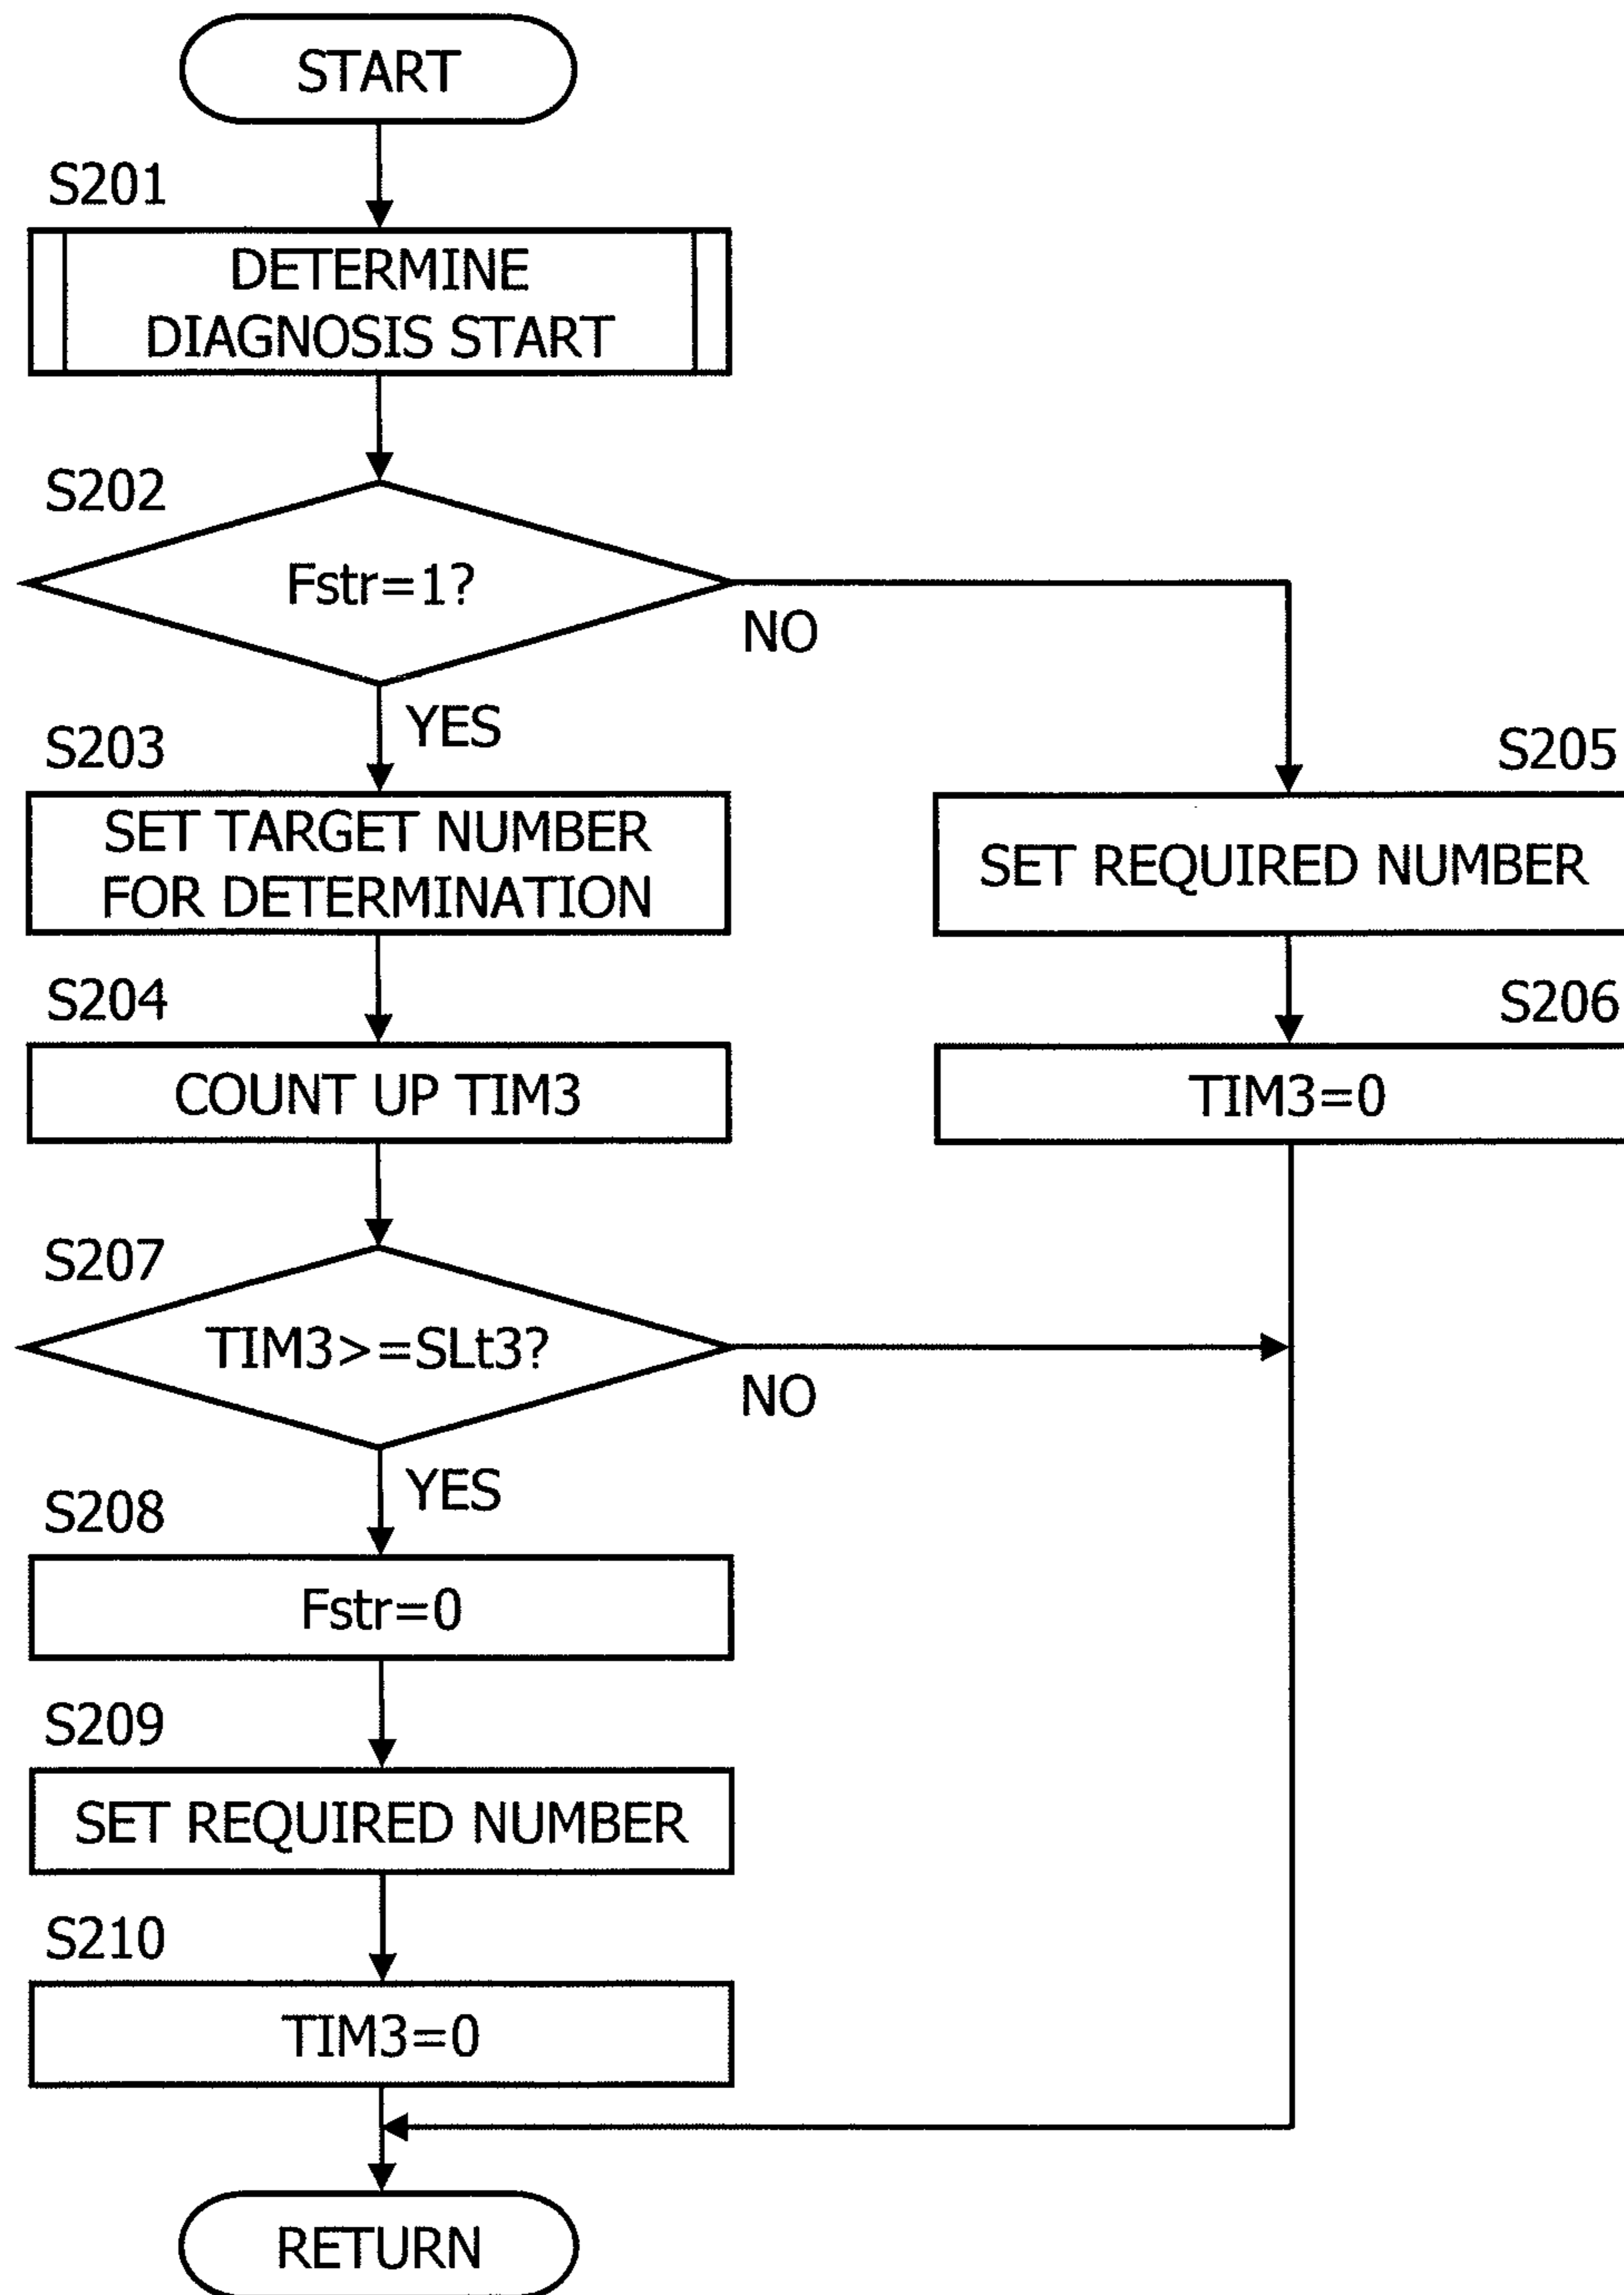 START
S201
DETERMINE
DIAGNOSIS START
S202
Fstr=1?
NO
YES
S203
SET TARGET NUMBER
FOR DETERMINATION
S205
SET REQUIRED NUMBER
S204
COUNT UP TIM3
S206
TIM3=0
S207
TIM3>=SLt3?
NO
YES
S208
Fstr=0
S209
SET REQUIRED NUMBER
S210
TIM3=0
RETURN